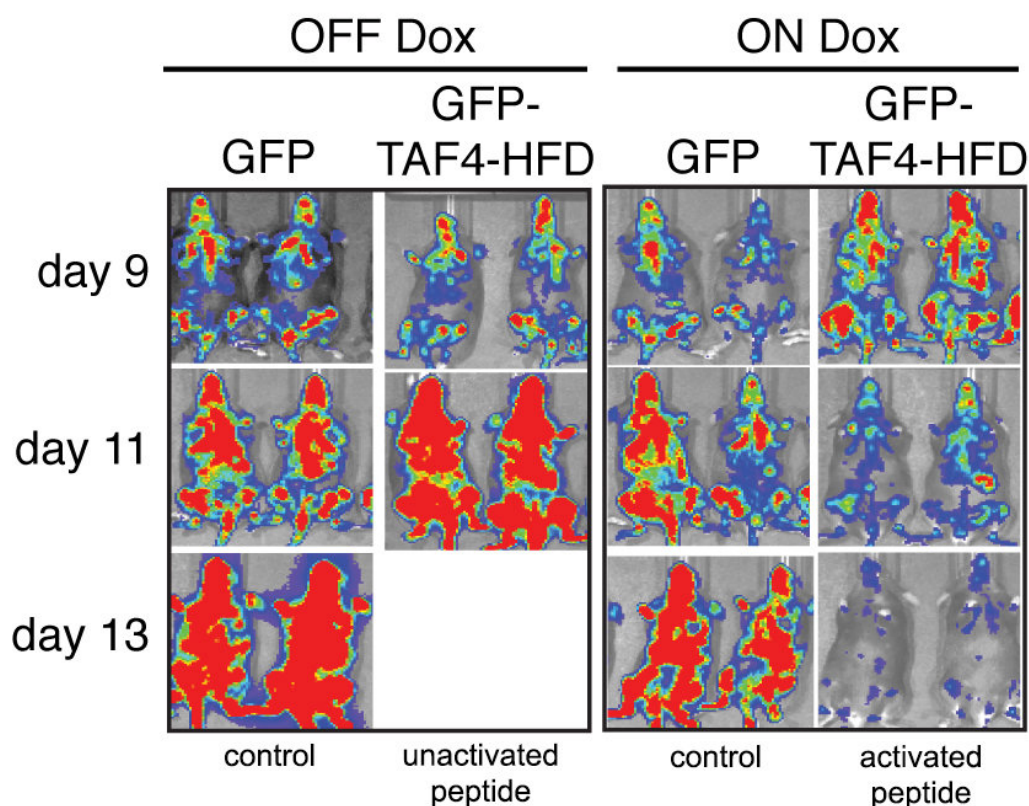 OFF Dox
ON Dox
GFP
GFP-
TAF4-HFD
GFP
GFP-
TAF4-HFD
day 9
day 11
day 13
control
unactivated
peptide
control
activated
peptide